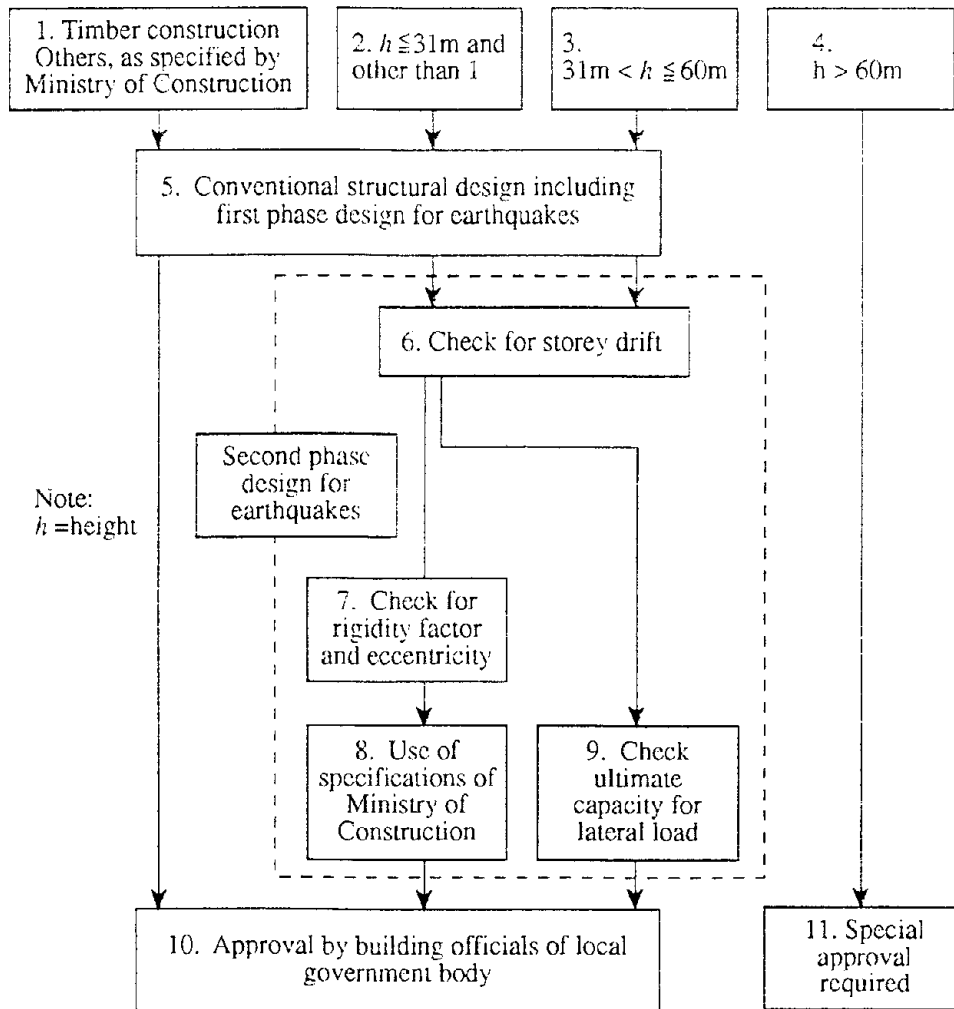 1. Timber construction
Others, as specified by
Ministry of Construction
2. h ≦31m and
other than 1
3.
31m < h ≦ 60m
4.
h > 60m
5. Conventional structural design including
first phase design for earthquakes
6. Check for storey drift
Second phase
design for
earthquakes
Note:
h =height
7. Check for
rigidity factor
and eccentricity
8. Use of
specifications of
Ministry of
Construction
9. Check
ultimate
capacity for
lateral load
10. Approval by building officials of local
government body
11. Special
approval
required